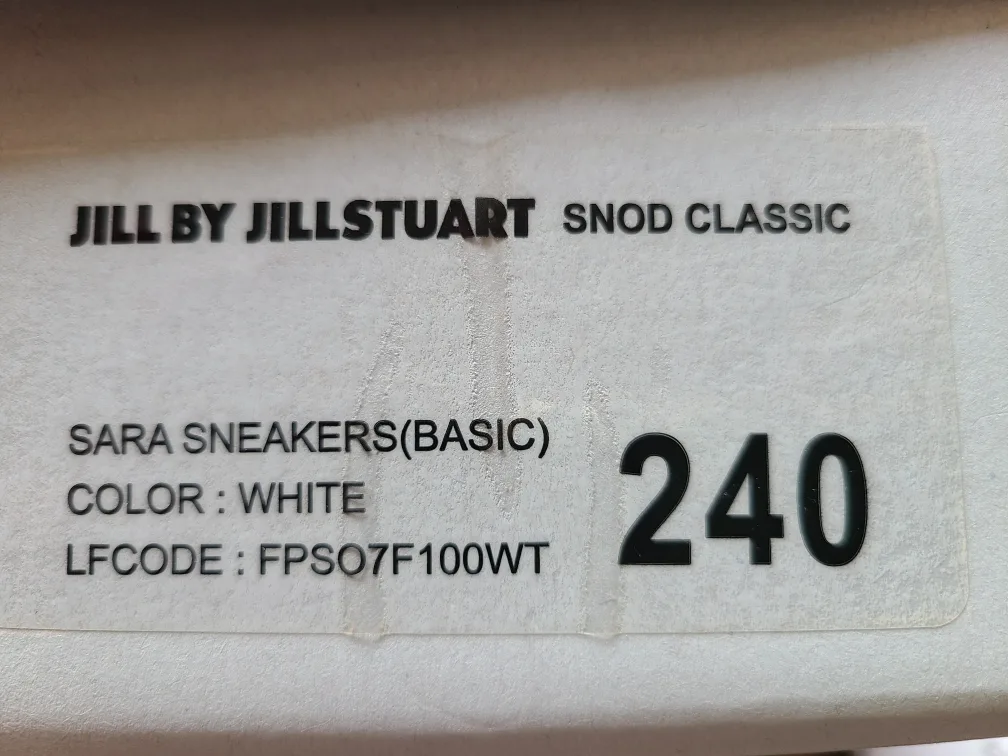 JILL BY JILLSTUART SNOD CLASSIC
SARA SNEAKERS(BASIC)
COLOR : WHITE
LFCODE : FPSO7F100WT
240